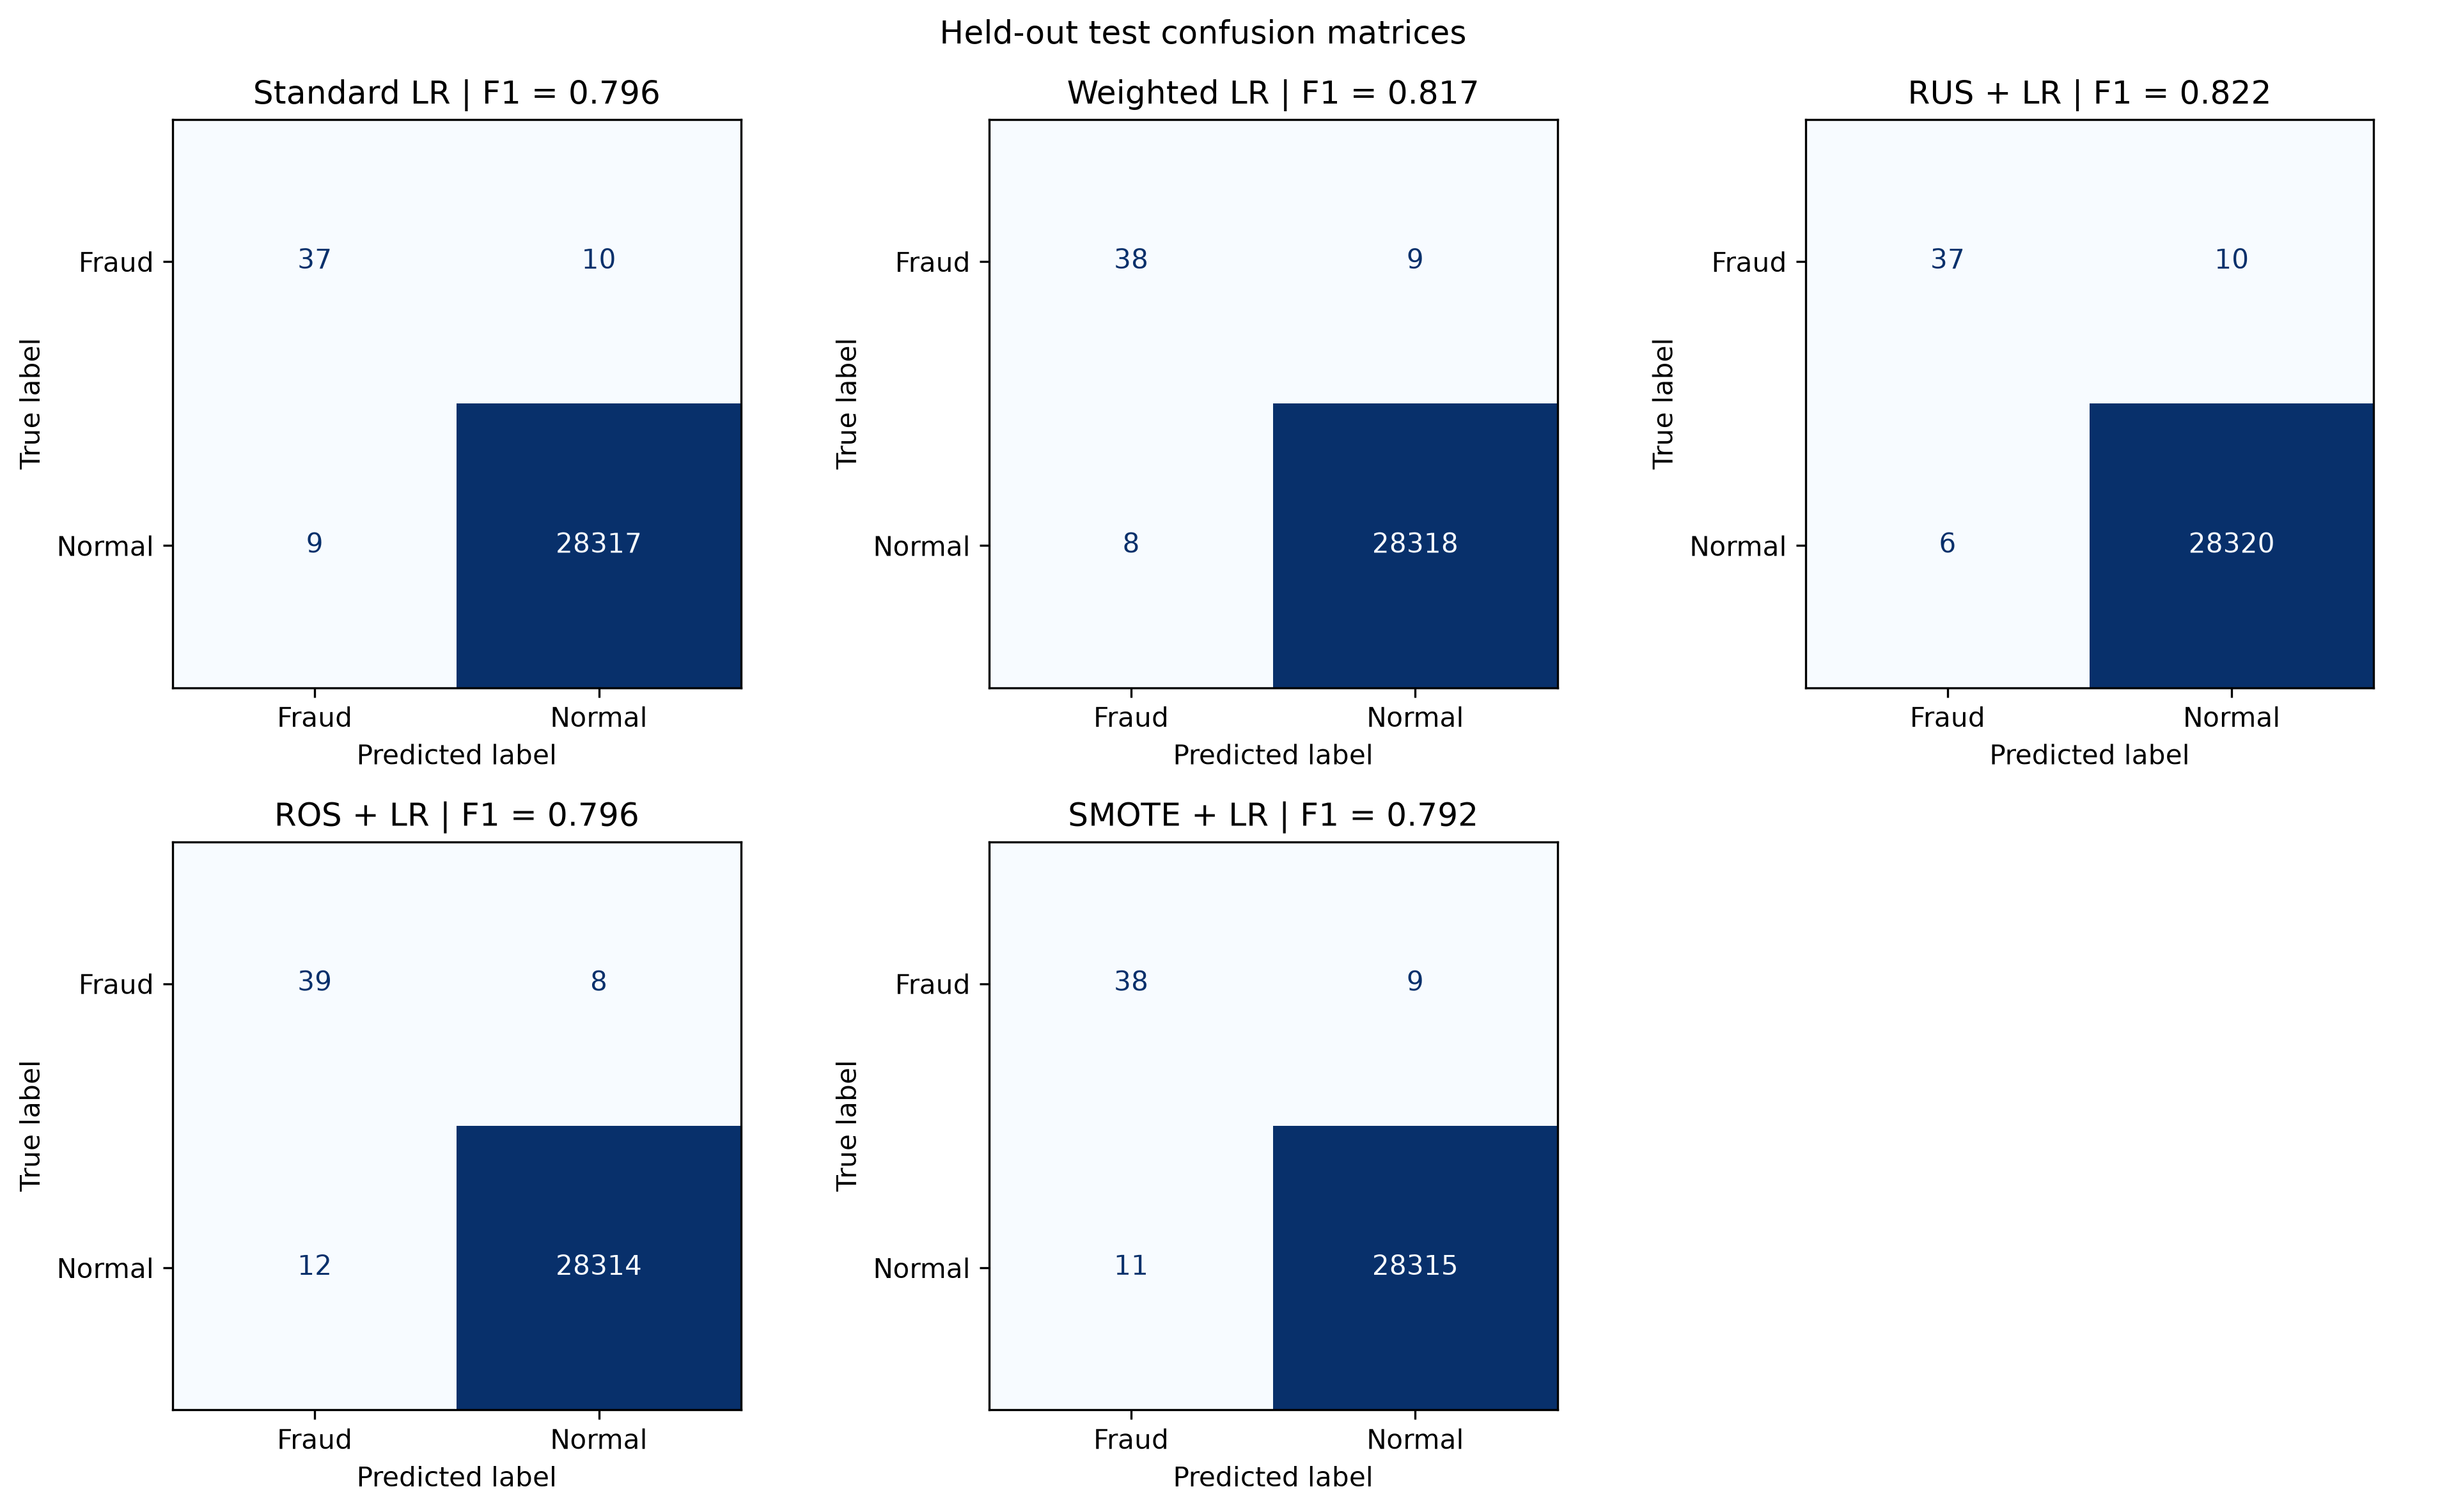 Held-out test confusion matrices
Standard LR | F1 = 0.796
True label
Fraud
37 10
Normal
9 28317
Fraud Normal
Predicted label
Weighted LR | F1 = 0.817
True label
Fraud
38 9
Normal
8 28318
Fraud Normal
Predicted label
RUS + LR | F1 = 0.822
True label
Fraud
37 10
Normal
6 28320
Fraud Normal
Predicted label
ROS + LR | F1 = 0.796
True label
Fraud
39 8
Normal
12 28314
Fraud Normal
Predicted label
SMOTE + LR | F1 = 0.792
True label
Fraud
38 9
Normal
11 28315
Fraud Normal
Predicted label